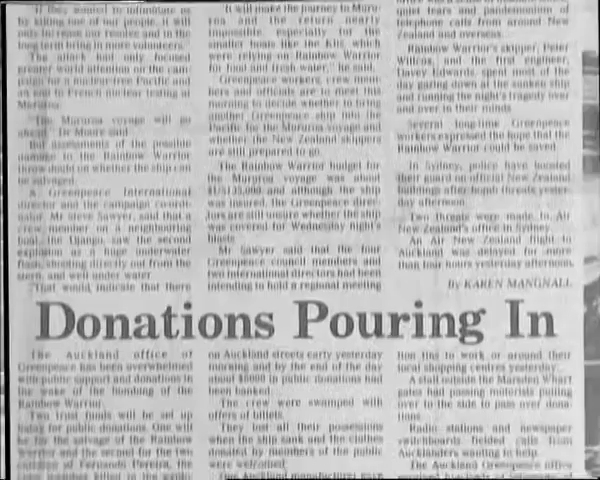 by killing one of our people, it will
only increase our resolve and in the
long term bring in more volunteers."
The attack had only focused
greater world attention on the cam-
paign for a nuclear-free Pacific and
an end to French nuclear testing at
Mururoa.
"The Mururoa voyage will go
ahead," Dr Moore said.
But assessments of the possible
damage to the Rainbow Warrior
throw doubt on whether the ship can
be salvaged.
A Greenpeace International
director and the campaign coordi-
nator, Mr Steve Sawyer, said that a
crew member on a neighbouring
boat, the Django, saw the second
explosion as a huge underwater
flash, shooting directly out from the
stern, and well under water.
"That would indicate that there
It will make the journey to Muru-
roa and the return nearly
impossible, especially for the
smaller boats like the Kliss, which
were relying on Rainbow Warrior
for food and fresh water," he said.
Greenpeace workers, crew mem-
bers and officials are to meet this
morning to decide whether to bring
another Greenpeace ship into the
Pacific for the Mururoa voyage and
whether the New Zealand skippers
are still prepared to go.
The Rainbow Warrior budget for
the Mururoa voyage was about
and although the ship
was insured, the Greenpeace direc-
tors are still unsure whether the ship
was covered for Wednesday night's
blasts.
Mr Sawyer said that the four
Greenpeace council members and
two international directors had been
intending to hold a regional meeting
quiet tears and pandemonium of
telephone calls from around New
Zealand and overseas.
Rainbow Warrior's skipper, Peter
Willcox, and the first engineer,
Davey Edwards, spent most of the
day gazing down at the sunken ship
and running the night's tragedy over
and over in their minds.
Several long-time Greenpeace
workers expressed the hope that the
Rainbow Warrior could be saved.
In Sydney, police have boosted
their guard on official New Zealand
buildings after bomb threats yester-
day afternoon.
Two threats were made to Air
New Zealand's office in Sydney.
An Air New Zealand flight to
Auckland was delayed for more
than four hours yesterday afternoon.
By KAREN MANGNALL
Donations Pouring In
The Auckland office of
Greenpeace has been overwhelmed
with public support and donations in
the wake of the bombing of the
Rainbow Warrior.
Two trust funds will be set up
today for public donations. One will
be for the salvage of the Rainbow
Warrior and the second for the two
children of Fernando Pereira, the
on Auckland streets early yesterday
morning and by the end of the day
about $6000 in public donations had
been banked.
The crew were swamped with
offers of billets.
They lost all their possessions
when the ship sank and the clothes
donated by members of the public
were welcomed.
The Auckland manufacturers gave
tion tins to work or around their
local shopping centres yesterday.
A stall outside the Marsden Wharf
gates had passing motorists pulling
over to the side to pass over dona-
tions.
Radio stations and newspaper
switchboards fielded calls from
Aucklanders wanting to help.
The Auckland Greenpeace office